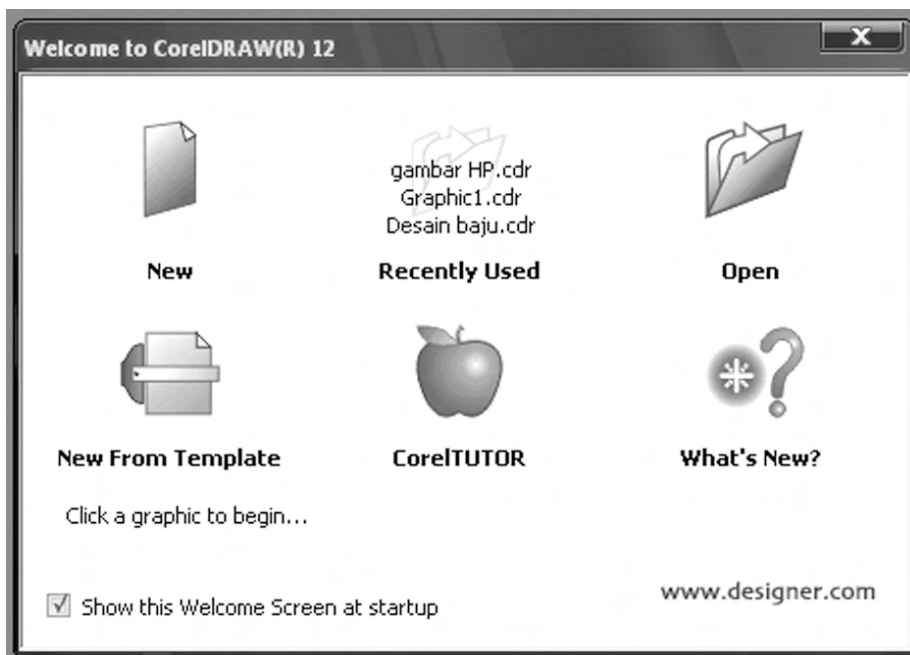 Welcome to CorelDRAW(R) 12
New
gambar HP.cdr
Graphic1.cdr
Desain baju.cdr
Recently Used
Open
New From Template
CorelTUTOR
What's New?
Click a graphic to begin...
Show this Welcome Screen at startup
www.designer.com